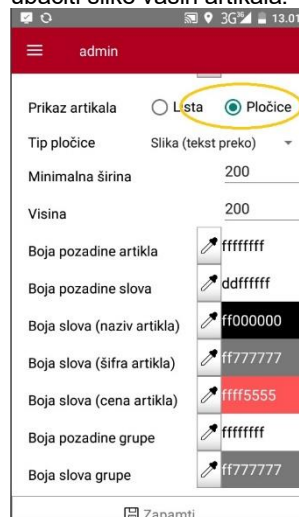 ubaciti sliko vaših artikala.
3G 13.01
admin
Prikaz artikala Lista Pločice
Tip pločice Slika (tekst preko)
Minimalna širina 200
Visina 200
Boja pozadine artikla ffffffff
Boja pozadine slova ddffffff
Boja slova (naziv artikla) ff000000
Boja slova (šifra artikla) ff777777
Boja slova (cena artikla) ffff5555
Boja pozadine grupe ffffffff
Boja slova grupe ff777777
Zapamti